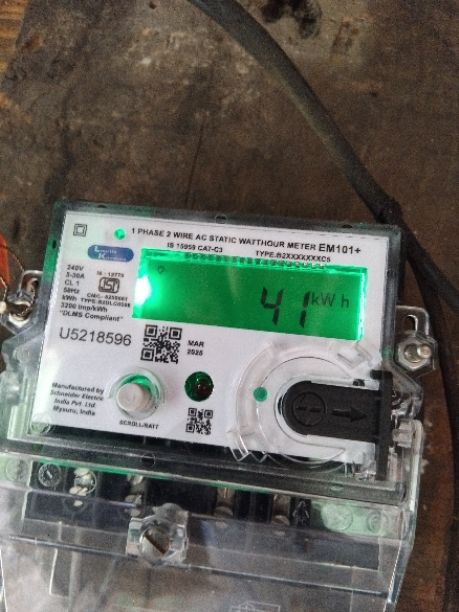 1 PHASE 2 WIRE AC STATIC WATTHOUR METER EM101+
IS 15959 CAT-C3 TYPE:B2XXXXXXXC5
240V
5-30A
CL 1
50Hz
IS : 13779
3200 imp/kWh
"DLMS Compliant"
41 kWh
U5218596
MAR
2025
Manufactured by
Schneider Electric
India Pvt. Ltd.
Mysuru, India
SCROLL/BATT